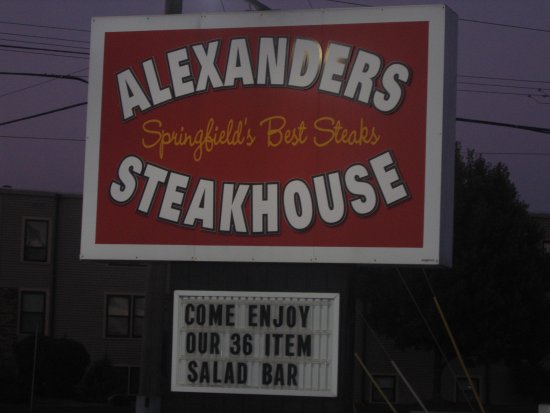 ALEXANDERS
Springfield's Best Steaks
STEAKHOUSE
COME ENJOY
OUR 36 ITEM
SALAD BAR